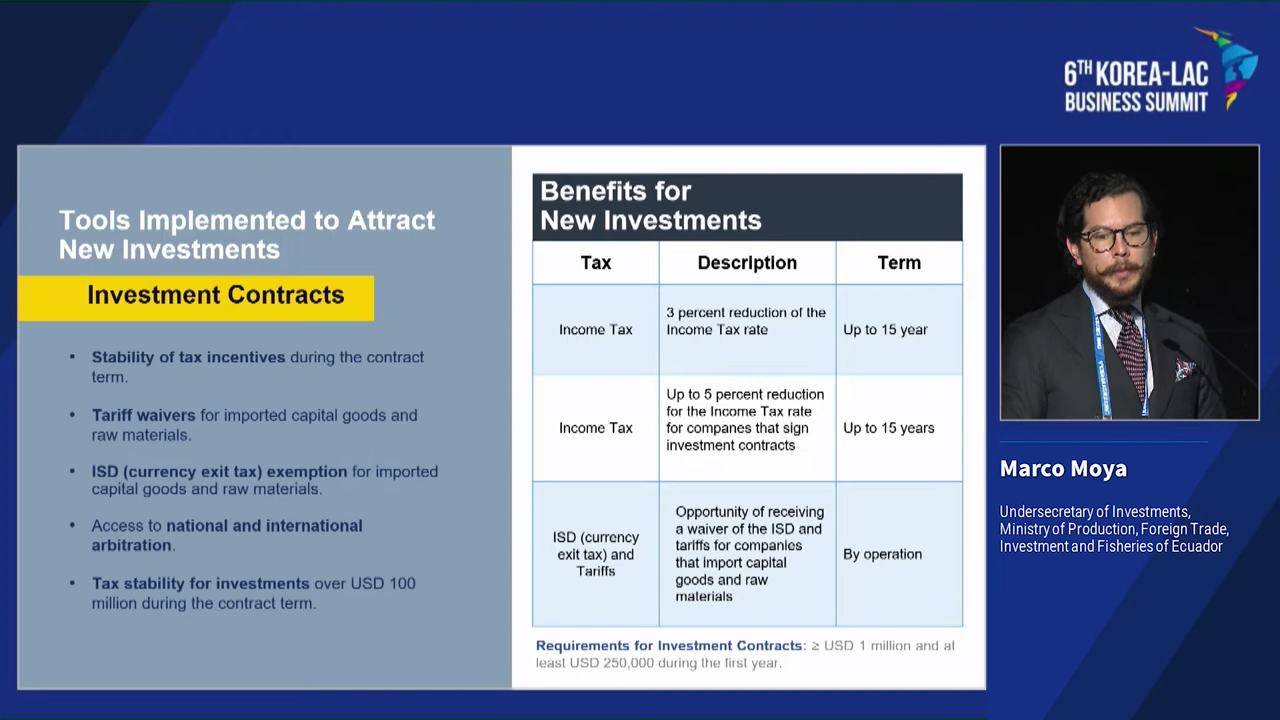 6TH KOREA-LAC
BUSINESS SUMMIT
Tools Implemented to Attract
New Investments
Investment Contracts
• Stability of tax incentives during the contract
term.
• Tariff waivers for imported capital goods and
raw materials.
• ISD (currency exit tax) exemption for imported
capital goods and raw materials.
• Access to national and international
arbitration.
• Tax stability for investments over USD 100
million during the contract term.
Benefits for
New Investments
Tax Description Term
Income Tax
3 percent reduction of the
Income Tax rate
Up to 15 year
Income Tax
Up to 5 percent reduction
for the Income Tax rate
for companies that sign
investment contracts
Up to 15 years
ISD (currency
exit tax) and
Tariffs
Opportunity of receiving
a waiver of the ISD and
tariffs for companies
that import capital
goods and raw
materials
By operation
Requirements for Investment Contracts: ≥ USD 1 million and at
least USD 250,000 during the first year.
Marco Moya
Undersecretary of Investments,
Ministry of Production, Foreign Trade,
Investment and Fisheries of Ecuador